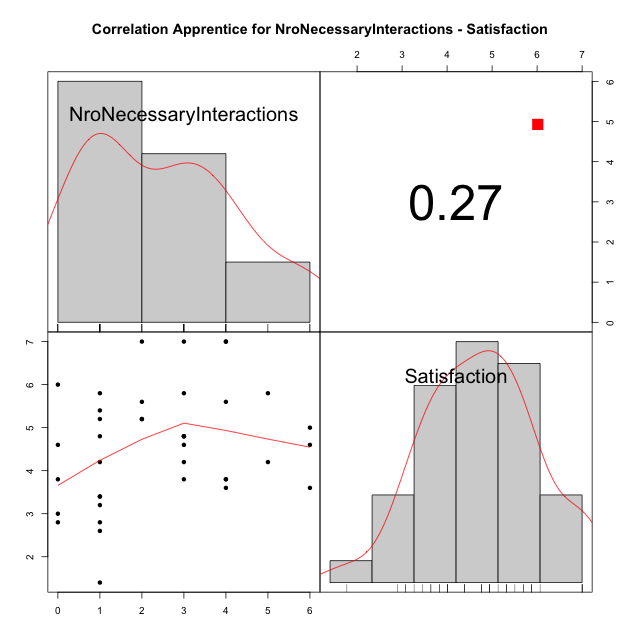 Correlation Apprentice for NroNecessaryInteractions - Satisfaction
2 3 4 5 6 7
NroNecessaryInteractions
0.27
6
5
4
3
2
1
0
Satisfaction
7
6
5
4
3
2
0 1 2 3 4 5 6